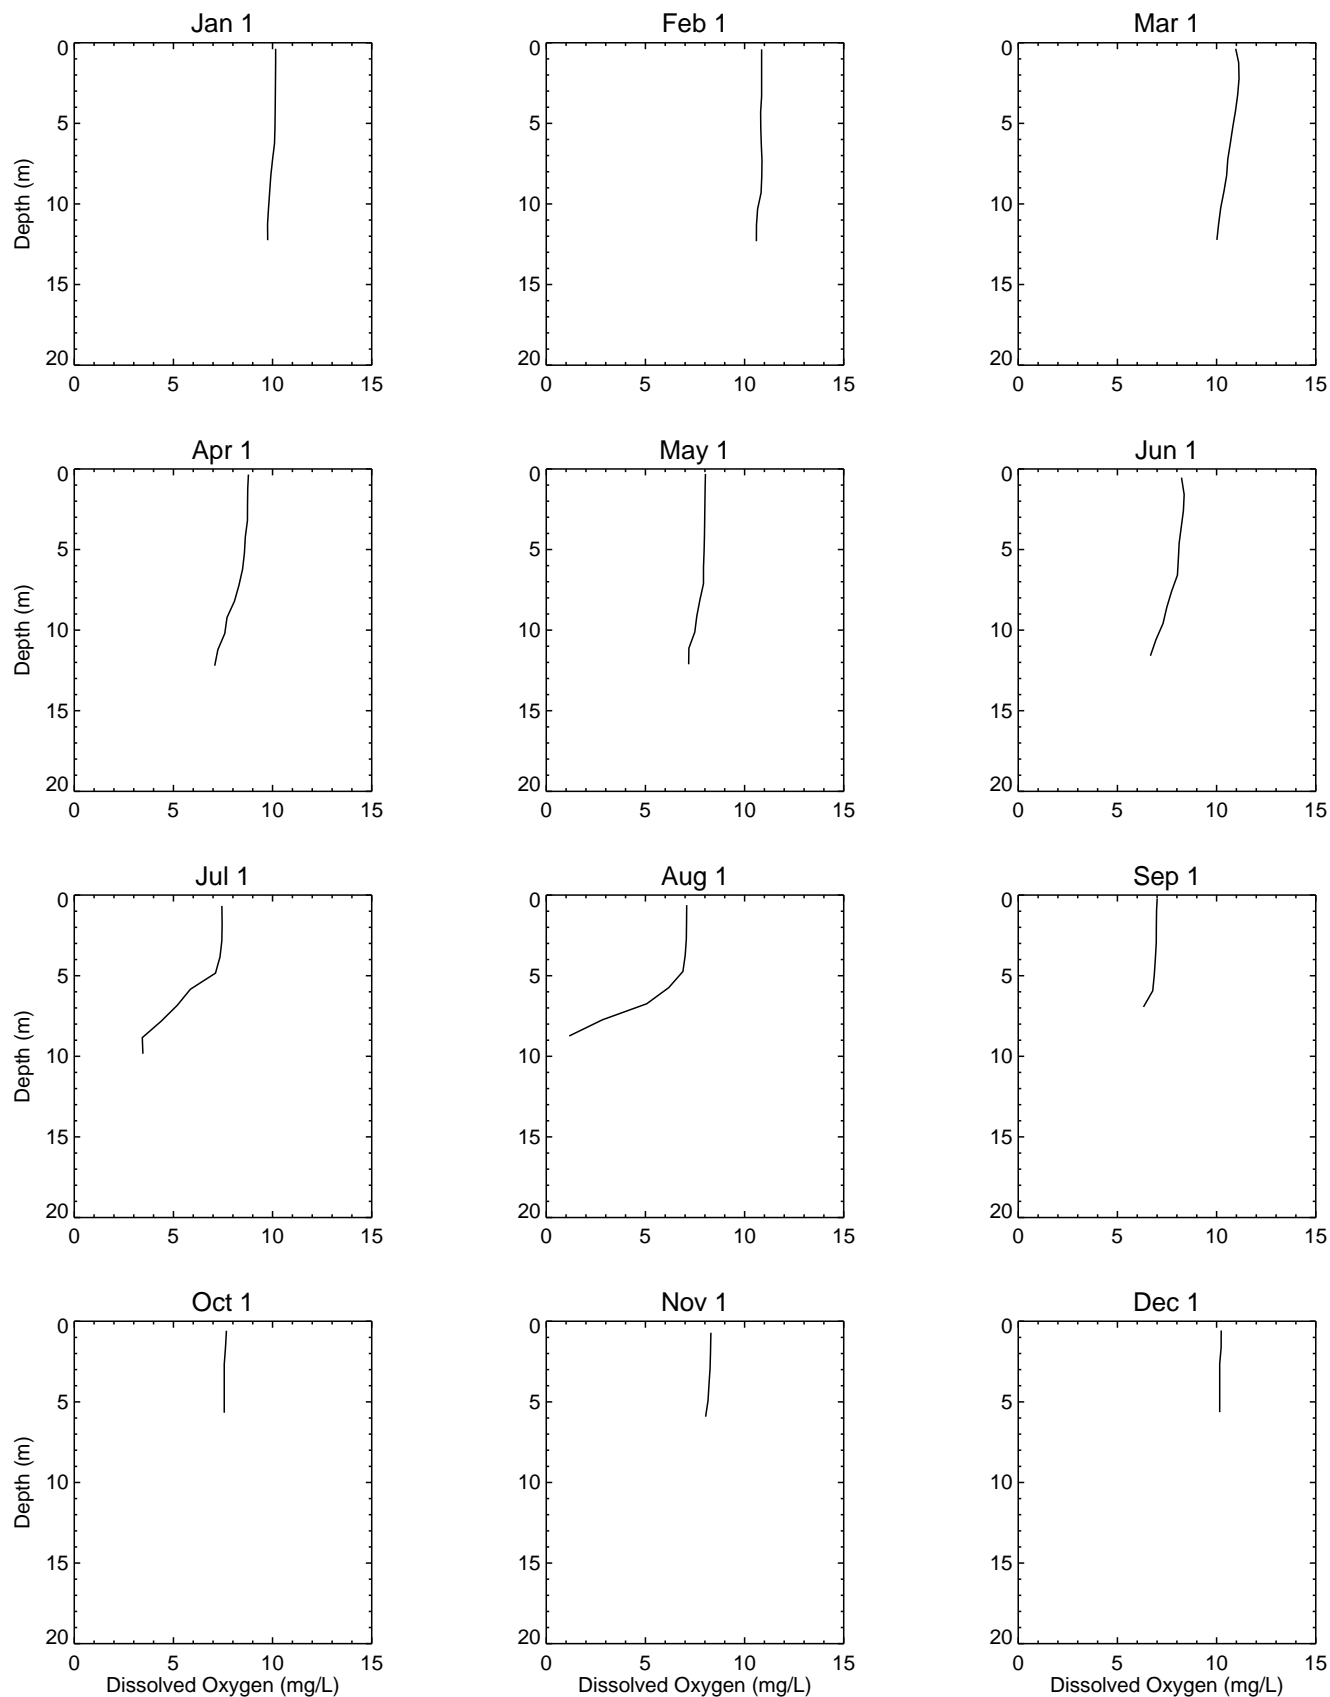 Jan 1 Feb 1 Mar 1
0 0 0
5 5 5
Depth (m)
10 10 10
15 15 15
20 20 20
0 5 10 15 0 5 10 15 0 5 10 15
Apr 1 May 1 Jun 1
0 0 0
5 5 5
Depth (m)
10 10 10
15 15 15
20 20 20
0 5 10 15 0 5 10 15 0 5 10 15
Jul 1 Aug 1 Sep 1
0 0 0
5 5 5
Depth (m)
10 10 10
15 15 15
20 20 20
0 5 10 15 0 5 10 15 0 5 10 15
Oct 1 Nov 1 Dec 1
0 0 0
5 5 5
Depth (m)
10 10 10
15 15 15
20 20 20
0 5 10 15 0 5 10 15 0 5 10 15
Dissolved Oxygen (mg/L) Dissolved Oxygen (mg/L) Dissolved Oxygen (mg/L)